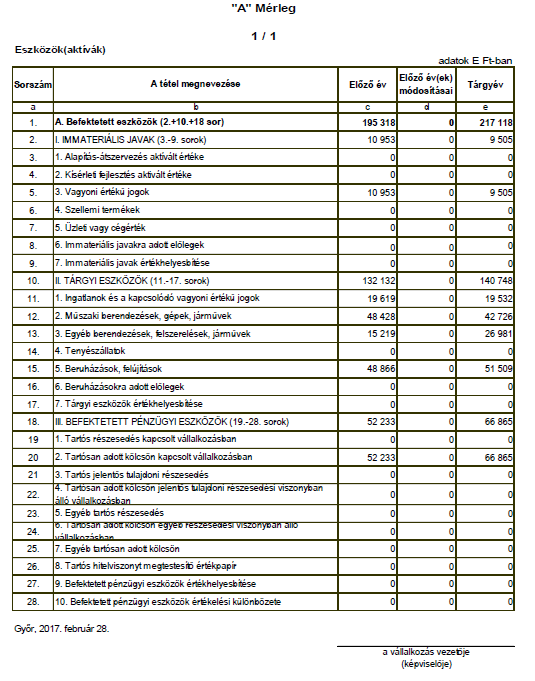 "A" Mérleg
1 / 1
Eszközök(aktívák)
adatok E Ft-ban
Sorszám A tétel megnevezése Előző év Előző év(ek) módosításai Tárgyév
a b c d e
1. A. Befektetett eszközök (2.+10.+18 sor) 195 318 0 217 118
2. I. IMMATERIÁLIS JAVAK (3.-9. sorok) 10 953 0 9 505
3. 1. Alapítás-átszervezés aktívált értéke 0 0 0
4. 2. Kísérleti fejlesztés aktivált értéke 0 0 0
5. 3. Vagyoni értékű jogok 10 953 0 9 505
6. 4. Szellemi termékek 0 0 0
7. 5. Üzleti vagy cégérték 0 0 0
8. 6. Immateriális javakra adott előlegek 0 0 0
9. 7. Immateriális javak értékhelyesbítése 0 0 0
10. II. TÁRGYI ESZKÖZÖK (11.-17. sorok) 132 132 0 140 748
11. 1. Ingatlanok és a kapcsolódó vagyoni értékű jogok 19 619 0 19 532
12. 2. Műszaki berendezések, gépek, járművek 48 428 0 42 726
13. 3. Egyéb berendezések, felszerelések, járművek 15 219 0 26 981
14. 4. Tenyészállatok 0 0 0
15. 5. Beruházások, felújítások 48 866 0 51 509
16. 6. Beruházásokra adott előlegek 0 0 0
17. 7. Tárgyi eszközök értékhelyesbítése 0 0 0
18. III. BEFEKTETETT PÉNZÜGYI ESZKÖZÖK (19.-28. sorok) 52 233 0 66 865
19 1. Tartós részesedés kapcsolt vállalkozásban 0 0 0
20 2. Tartósan adott kölcsön kapcsolt vállalkozásban 52 233 0 66 865
21 3. Tartós jelentős tulajdoni részesedés 0 0 0
22. 4. Tartósan adott kölcsön jelentős tulajdoni részesedési viszonyban álló vállalkozásban 0 0 0
23. 5. Egyéb tartós részesedés 0 0 0
24. 6. Tartósan adott kölcsön egyéb részesedési viszonyban álló vállalkozásban 0 0 0
25. 7. Egyéb tartósan adott kölcsön 0 0 0
26. 8. Tartós hitelviszonyt megtestesítő értékpapír 0 0 0
27. 9. Befektetett pénzügyi eszközök értékhelyesbítése 0 0 0
28. 10. Befektetett pénzügyi eszközök értékelési különbözete 0 0 0
Győr, 2017. február 28.
a vállalkozás vezetője
(képviselője)